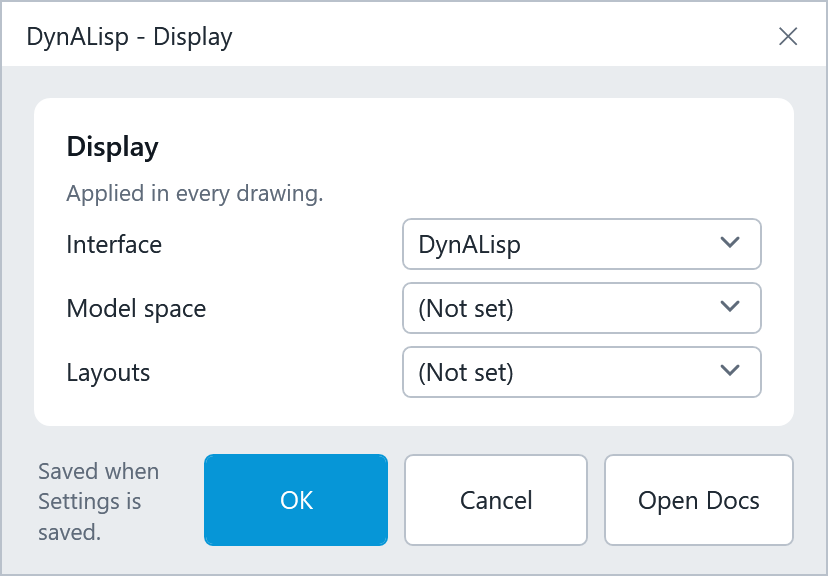 DynALisp - Display
Display
Applied in every drawing.
Interface
DynALisp
Model space
(Not set)
Layouts
(Not set)
Saved when
Settings is
saved.
OK
Cancel
Open Docs